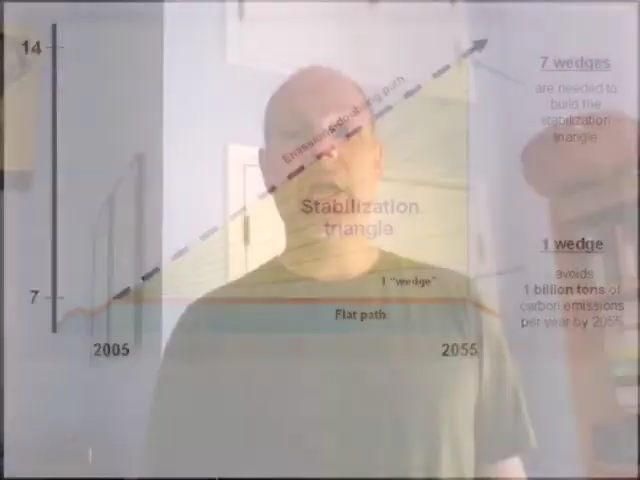 14
7 wedges
are needed to
build the
stabilization
triangle
Emissions-doubling path
Stabilization
triangle
1 wedge
avoids
1 billion tons of
carbon emissions
per year by 2055
1 "wedge"
7
Flat path
2005
2055